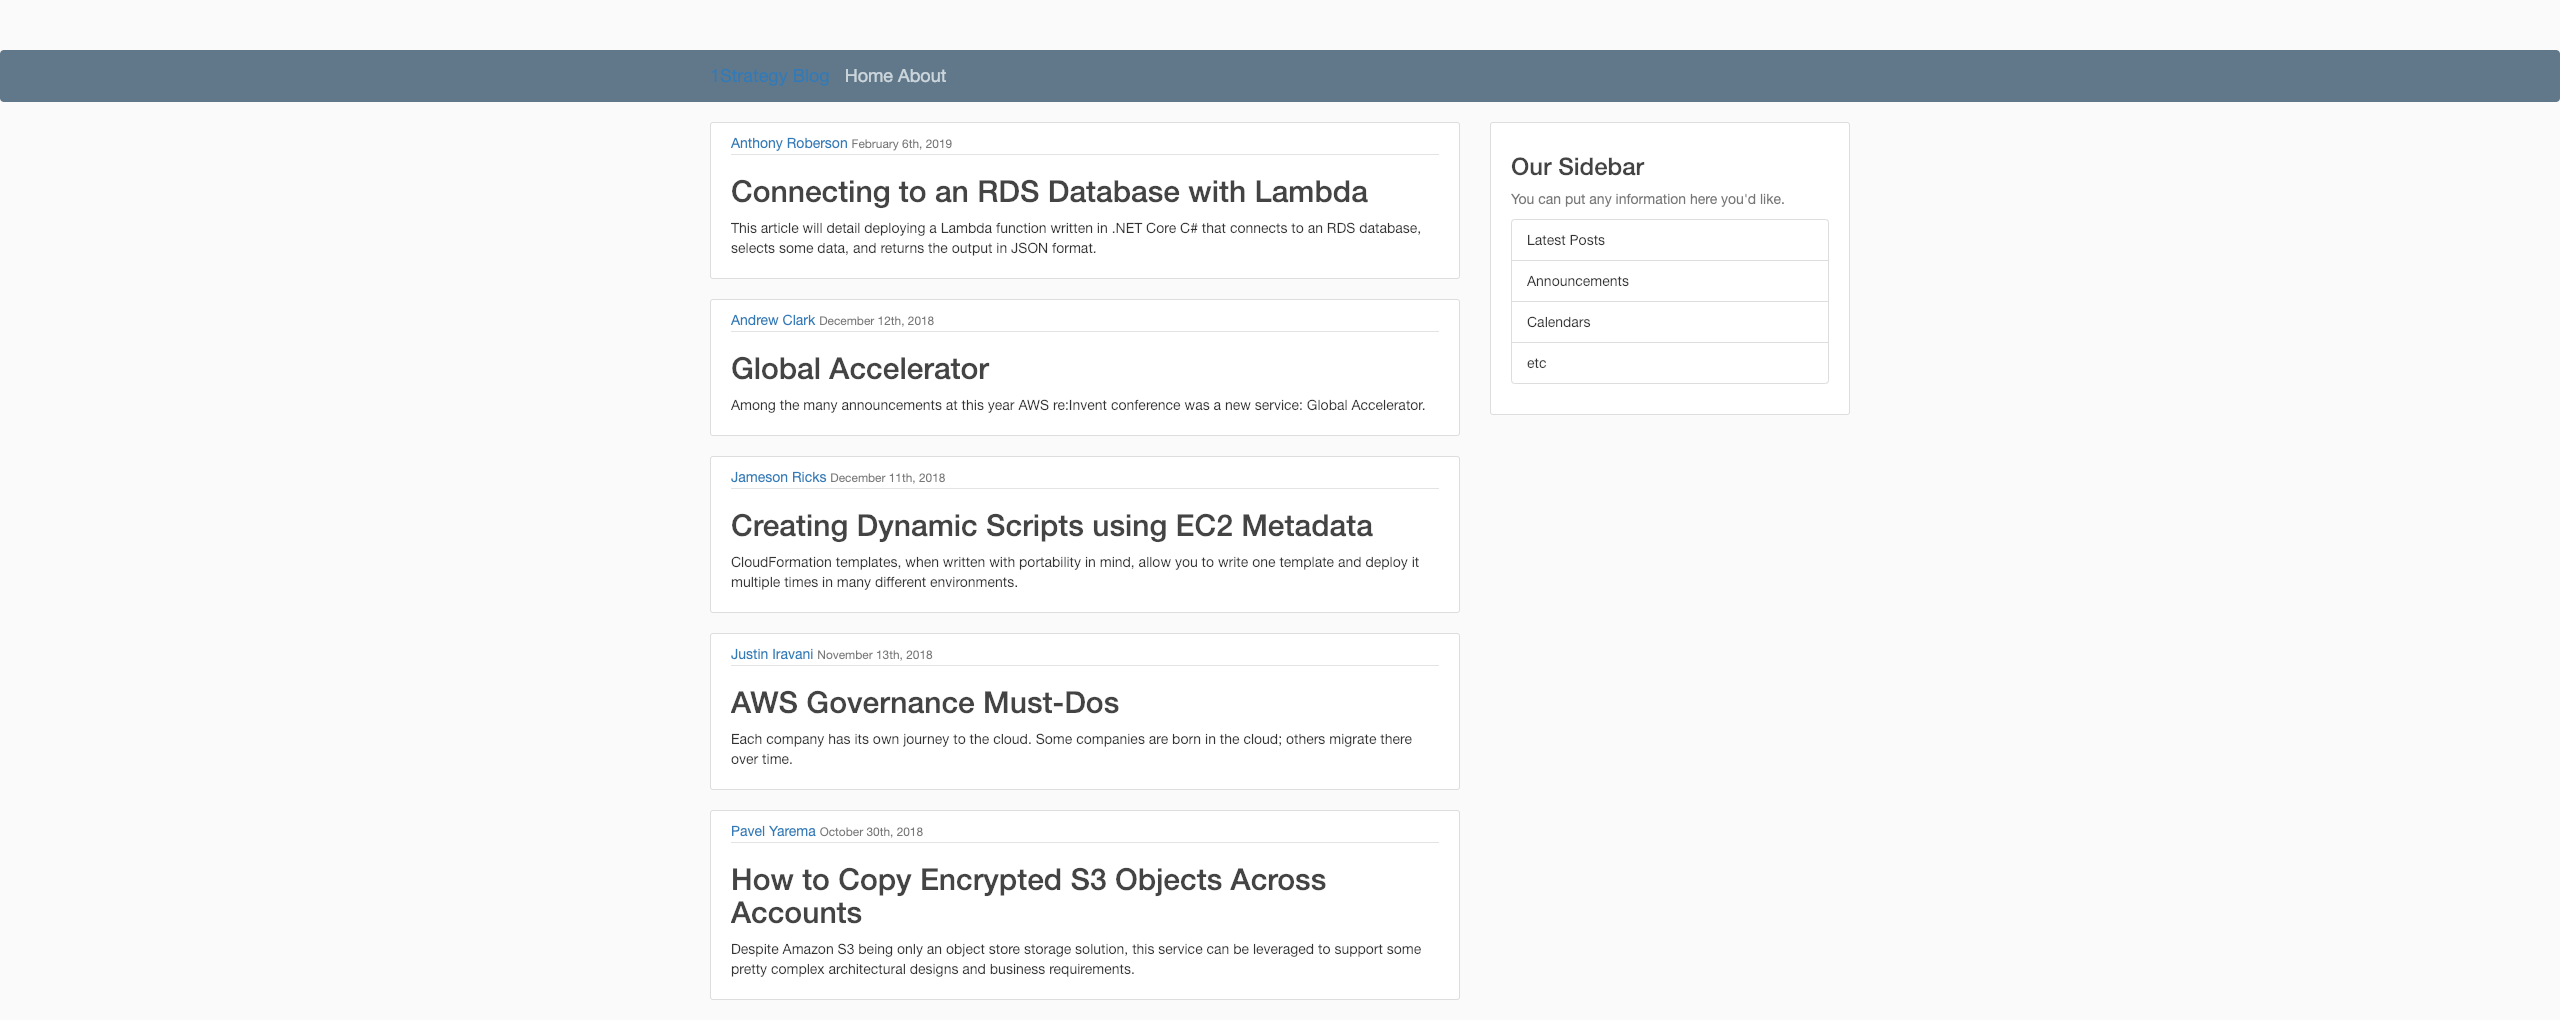 1Strategy Blog Home About
Anthony Roberson February 6th, 2019
Connecting to an RDS Database with Lambda
This article will detail deploying a Lambda function written in .NET Core C# that connects to an RDS database,
selects some data, and returns the output in JSON format.
Andrew Clark December 12th, 2018
Global Accelerator
Among the many announcements at this year AWS re:Invent conference was a new service: Global Accelerator.
Jameson Ricks December 11th, 2018
Creating Dynamic Scripts using EC2 Metadata
CloudFormation templates, when written with portability in mind, allow you to write one template and deploy it
multiple times in many different environments.
Justin Iravani November 13th, 2018
AWS Governance Must-Dos
Each company has its own journey to the cloud. Some companies are born in the cloud; others migrate there
over time.
Pavel Yarema October 30th, 2018
How to Copy Encrypted S3 Objects Across
Accounts
Despite Amazon S3 being only an object store storage solution, this service can be leveraged to support some
pretty complex architectural designs and business requirements.
Our Sidebar
You can put any information here you'd like.
Latest Posts
Announcements
Calendars
etc